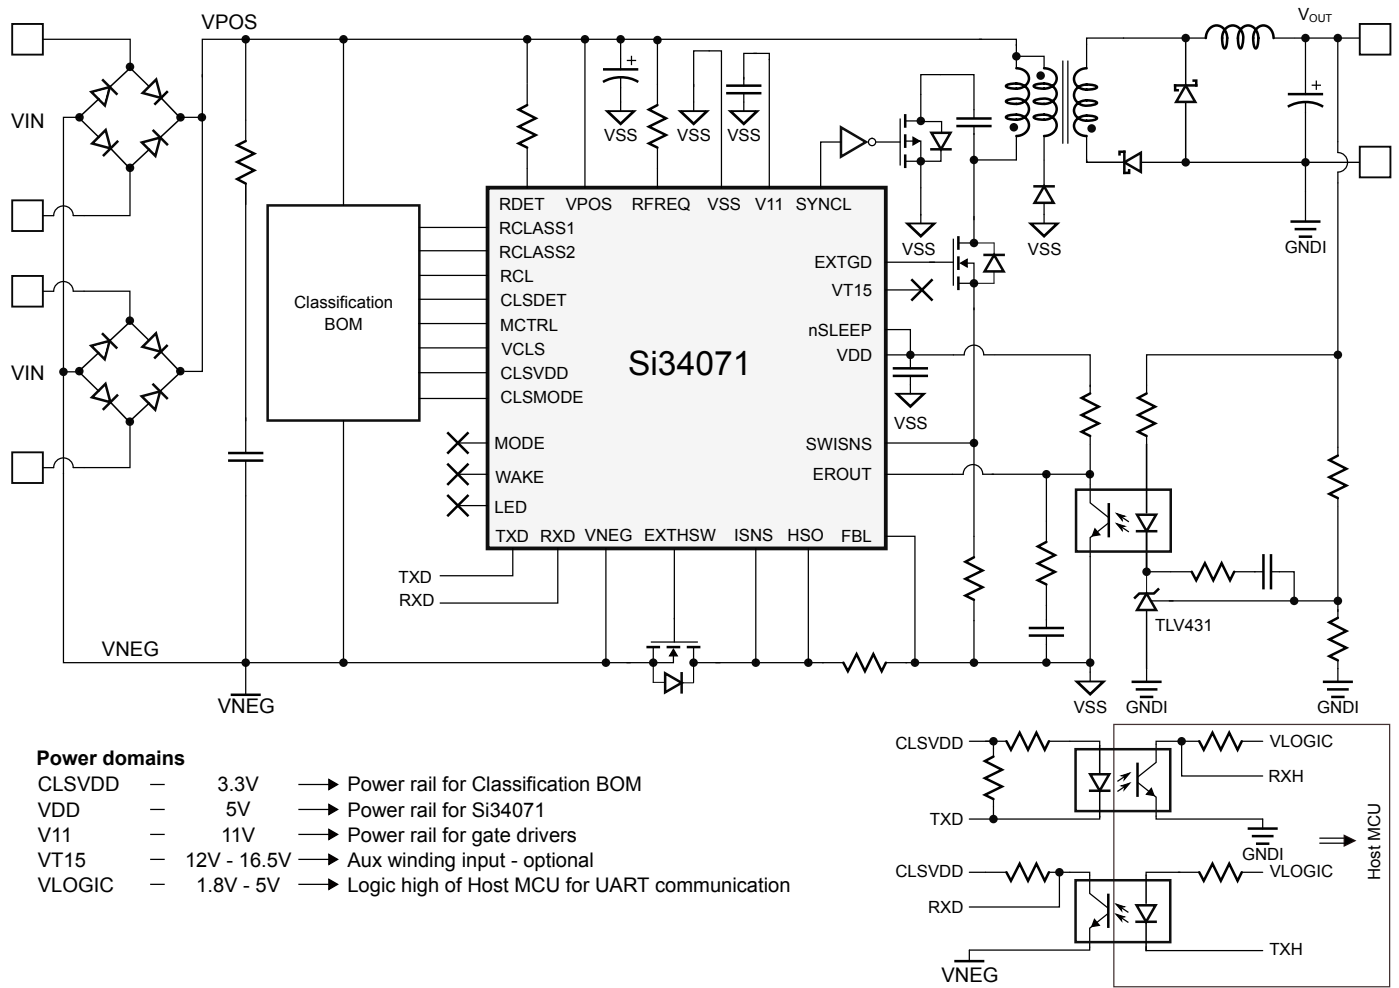 VPOS
V_OUT
VIN
VSS
VSS
VSS
RDET
VPOS
RFREQ
VSS
V11
SYNCL
RCLASS1
RCLASS2
RCL
CLSDET
MCTRL
VCLS
CLSVDD
CLSMODE
Classification
BOM
VSS
VSS
GNDI
EXTGD
VT15
nSLEEP
VDD
Si34071
VIN
VSS
MODE
WAKE
LED
SWISNS
EROUT
TXD
RXD
VNEG
EXTHSW
ISNS
HSO
FBL
TXD
RXD
TLV431
VNEG
VNEG
VSS
GNDI
GNDI
Power domains
CLSVDD – 3.3V Power rail for Classification BOM
VDD – 5V Power rail for Si34071
V11 – 11V Power rail for gate drivers
VT15 – 12V - 16.5V Aux winding input - optional
VLOGIC – 1.8V - 5V Logic high of Host MCU for UART communication
CLSVDD
VLOGIC
RXH
TXD
GNDI
CLSVDD
VLOGIC
RXD
TXH
VNEG
Host MCU